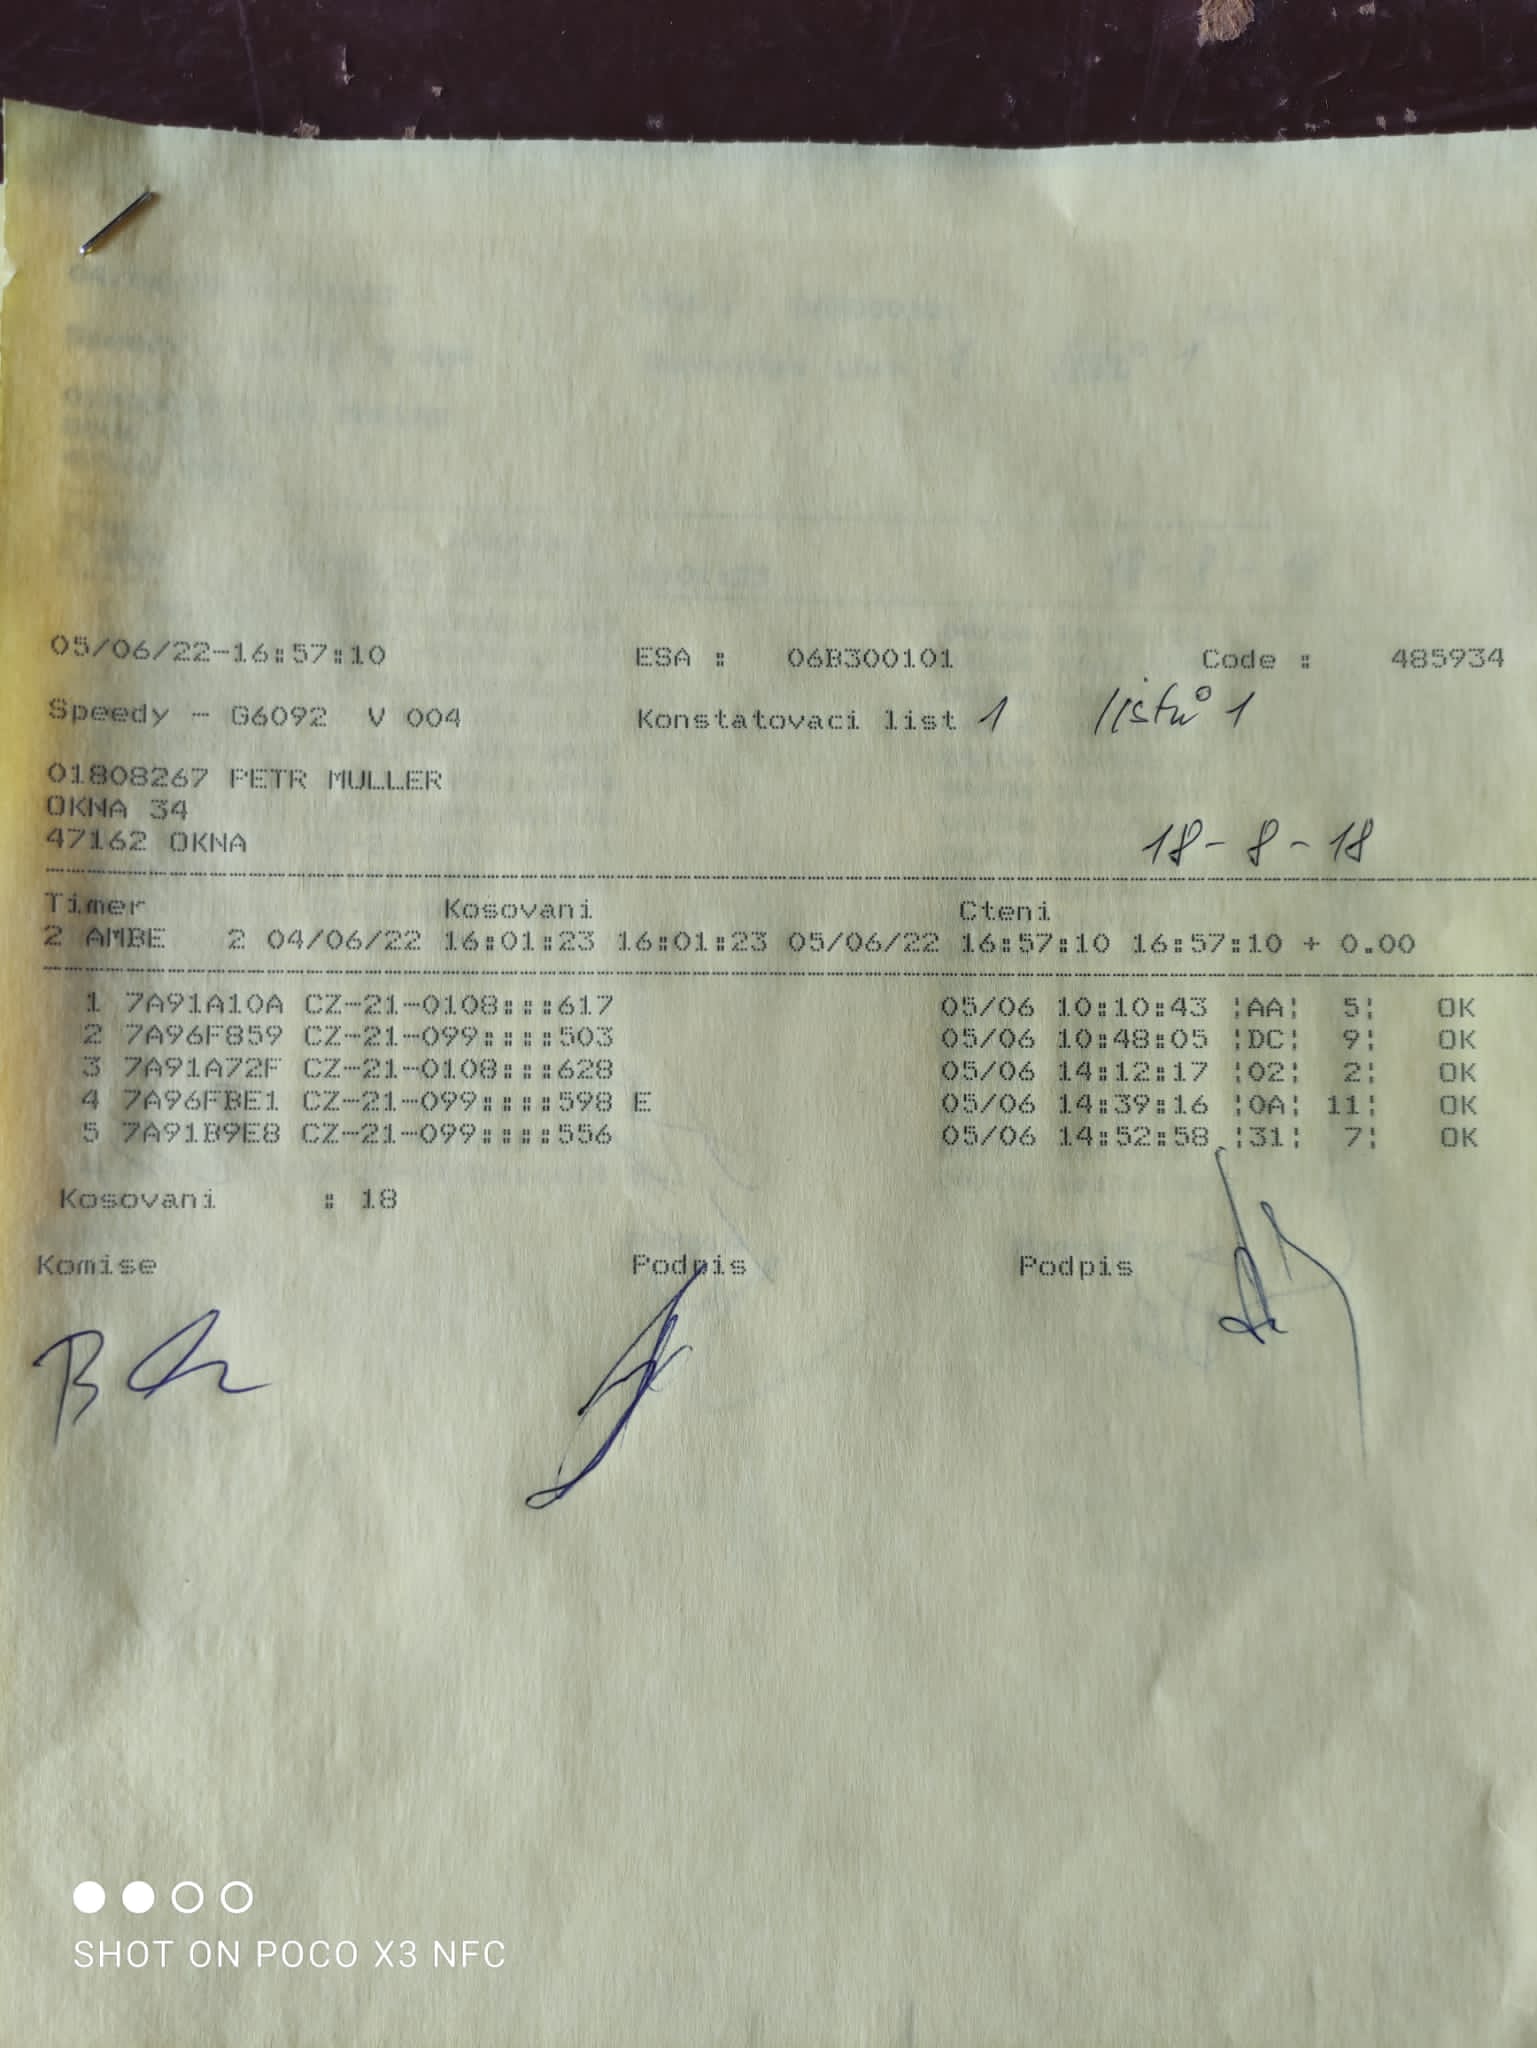 05/06/22-16:57:10 ESA : 06B300101 Code : 485934
Speedy - G6092 V 004 Konstatovaci list 1 listů 1
01808267 PETR MULLER
OKNA 34
47162 OKNA
18-8-18
Timer Kosovani Cteni
2 AMBE 2 04/06/22 16:01:23 16:01:23 05/06/22 16:57:10 16:57:10 + 0.00
1 7A91A10A CZ-21-0108:::617 05/06 10:10:43 ¦AA¦ 5¦ OK
2 7A96F859 CZ-21-099::::503 05/06 10:48:05 ¦DC¦ 9¦ OK
3 7A91A72F CZ-21-0108:::628 05/06 14:12:17 ¦02¦ 2¦ OK
4 7A96FBE1 CZ-21-099::::598 E 05/06 14:39:16 ¦0A¦ 11¦ OK
5 7A91B9E8 CZ-21-099::::556 05/06 14:52:58 ¦31¦ 7¦ OK
Kosovani : 18
Komise Podpis Podpis
SHOT ON POCO X3 NFC